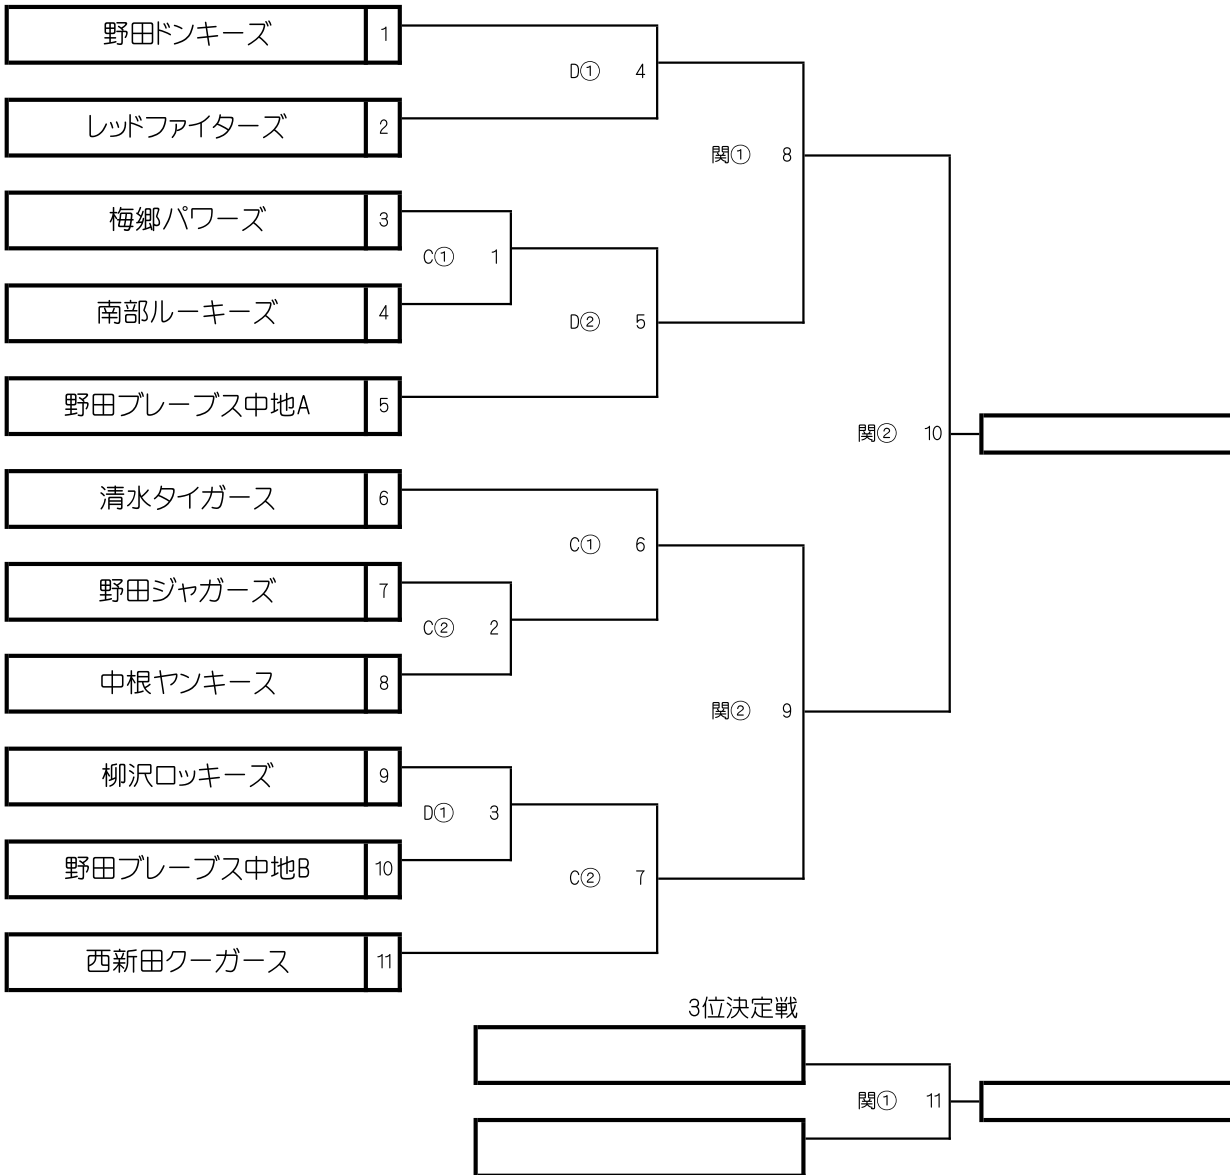 野田ドンキーズ 1
D① 4
レッドファイターズ 2
関① 8
梅郷パワーズ 3
C① 1
南部ルーキーズ 4
D② 5
野田ブレーブス中地A 5
関② 10
清水タイガース 6
C① 6
野田ジャガーズ 7
C② 2
中根ヤンキース 8
関② 9
柳沢ロッキーズ 9
D① 3
野田ブレーブス中地B 10
C② 7
西新田クーガース 11
3位決定戦
関① 11